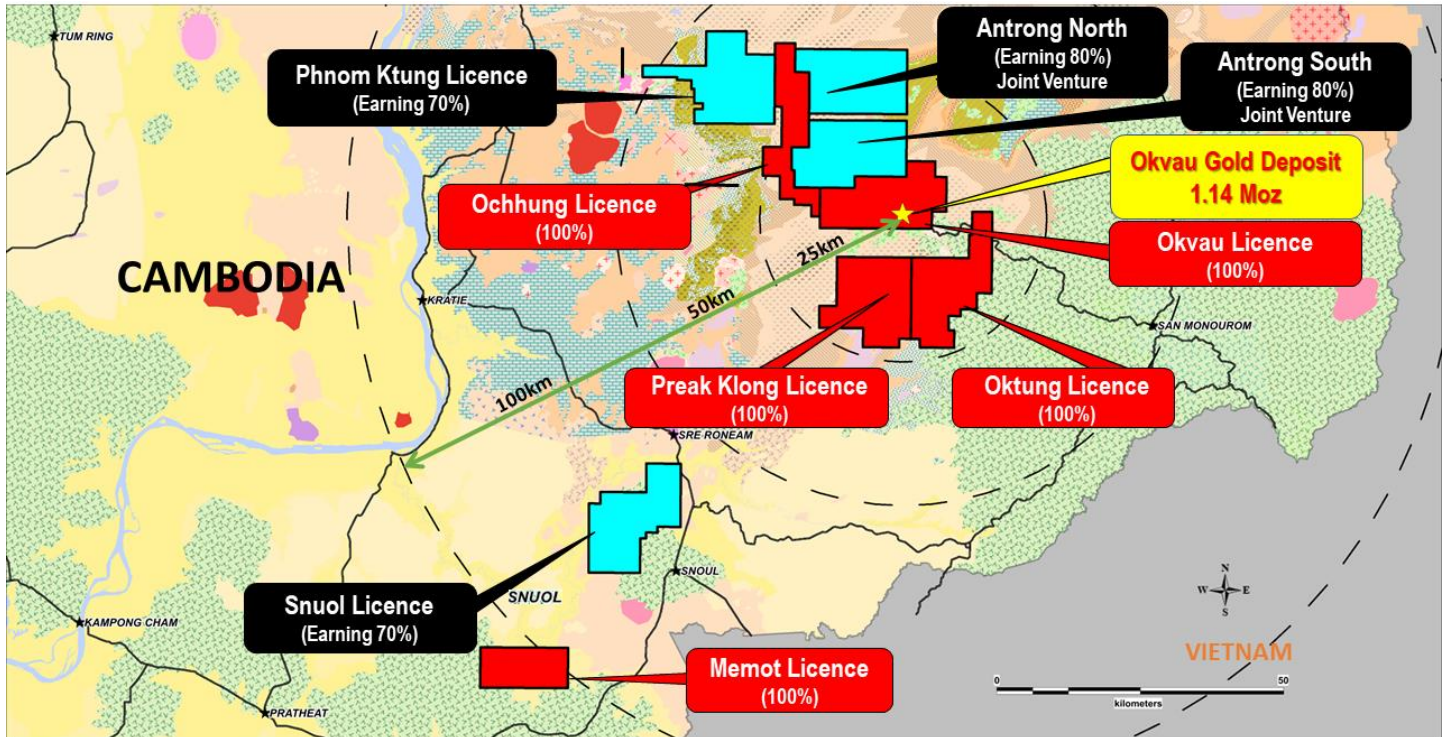 TUM RING
Phnom Ktung Licence
(Earning 70%)
Antrong North
(Earning 80%)
Joint Venture
Antrong South
(Earning 80%)
Joint Venture
Okvau Gold Deposit
1.14 Moz
Ochhung Licence
(100%)
Okvau Licence
(100%)
25km
50km
100km
CAMBODIA
KRATIE
SAN MONOUROM
Preak Klong Licence
(100%)
Oktung Licence
(100%)
SRE RONEAM
SNOUL
Snuol Licence
(Earning 70%)
SNUOL
KAMPONG CHAM
N
W
E
S
VIETNAM
Memot Licence
(100%)
0
50
kilometers
PRATHEAT